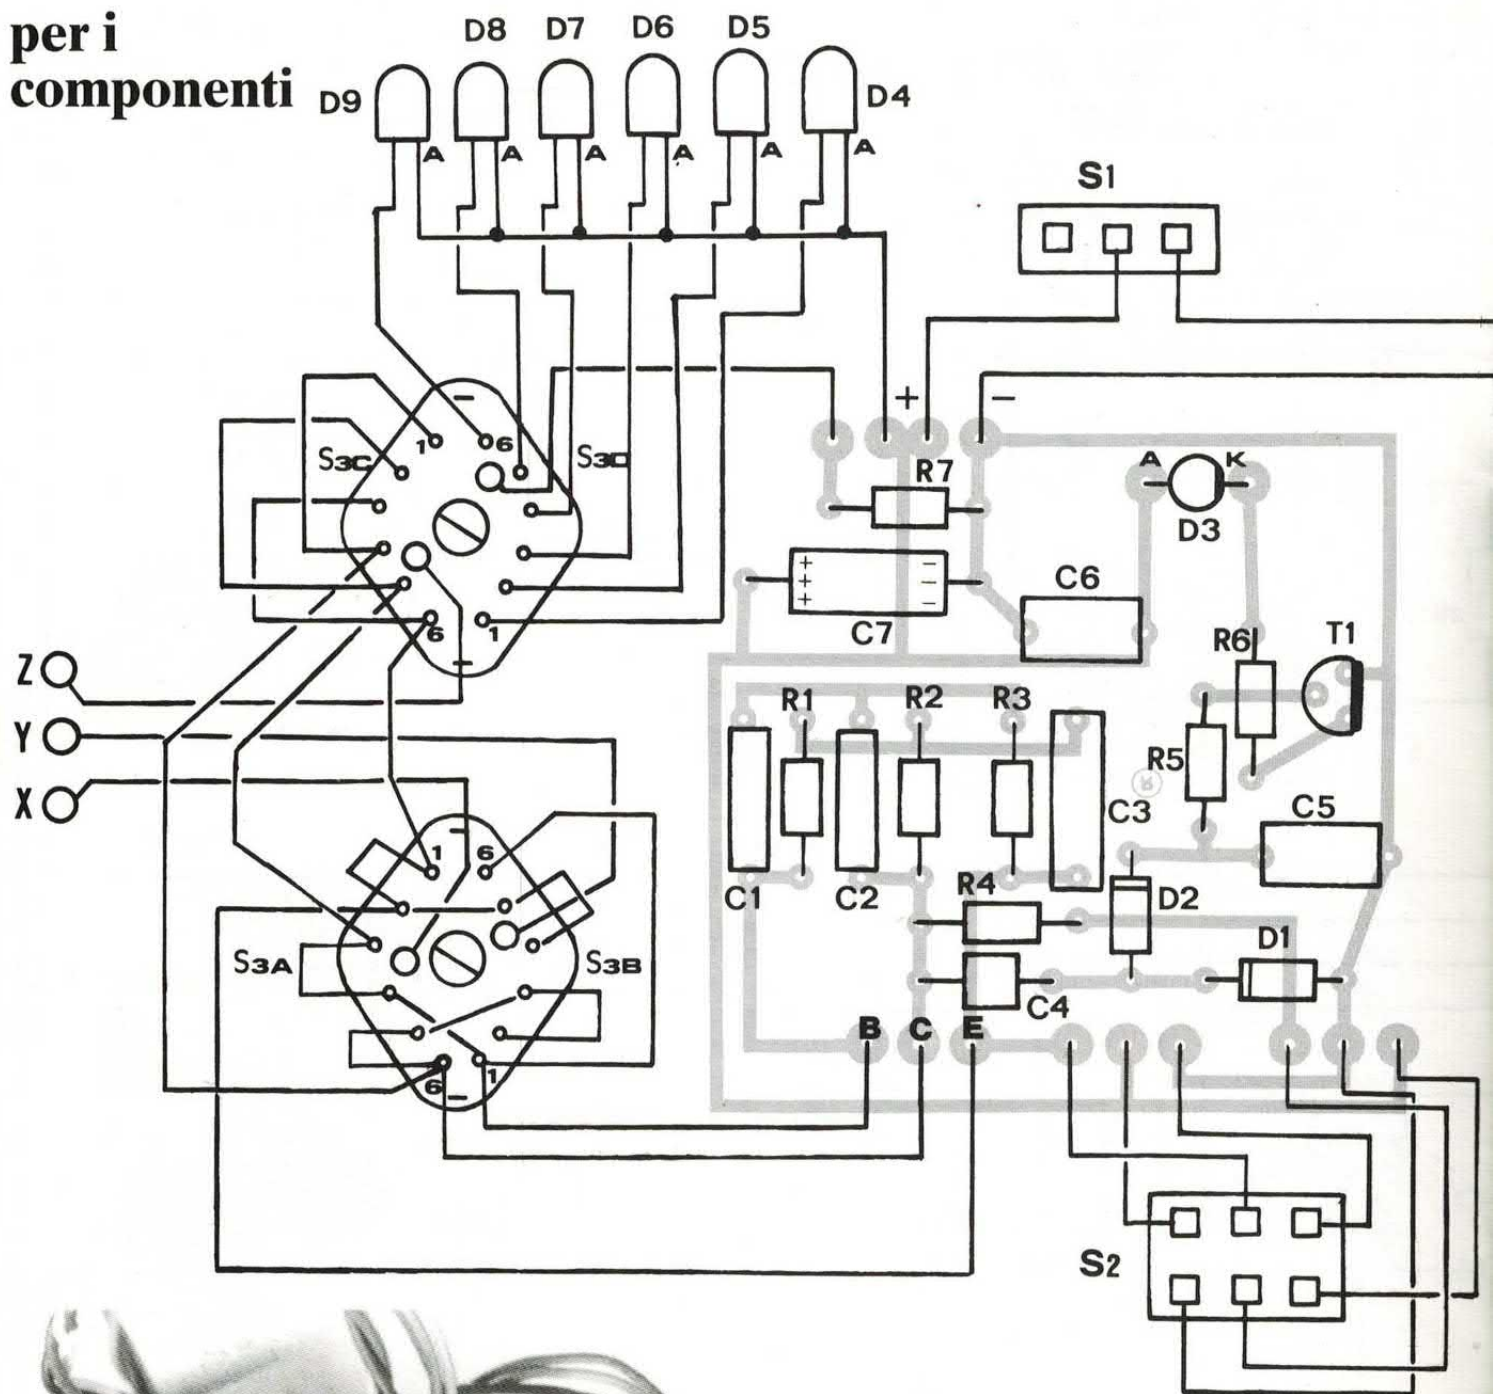 per i
componenti
D9
D8
D7
D6
D5
D4
A
A
A
A
A
A
S1
1
6
S3C
S3D
6
1
+
−
R7
A
K
D3
+
+
+
−
−
−
C7
C6
R6
T1
Z
Y
X
R1
R2
R3
R5
C3
C5
C1
C2
R4
D2
D1
C4
1
6
S3A
S3B
6
1
B
C
E
S2